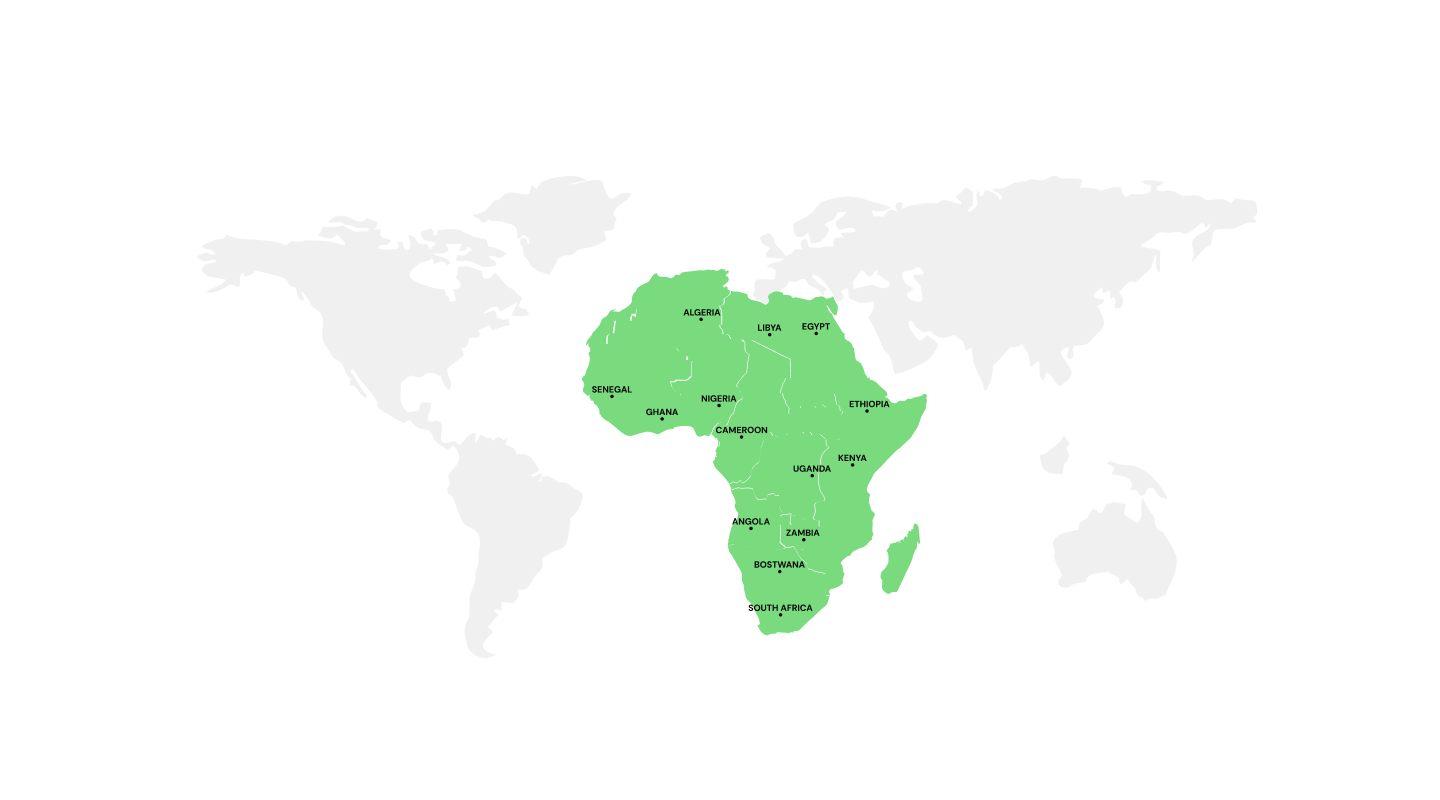 ALGERIA
LIBYA
EGYPT
SENEGAL
NIGERIA
ETHIOPIA
GHANA
CAMEROON
KENYA
UGANDA
ANGOLA
ZAMBIA
BOSTWANA
SOUTH AFRICA